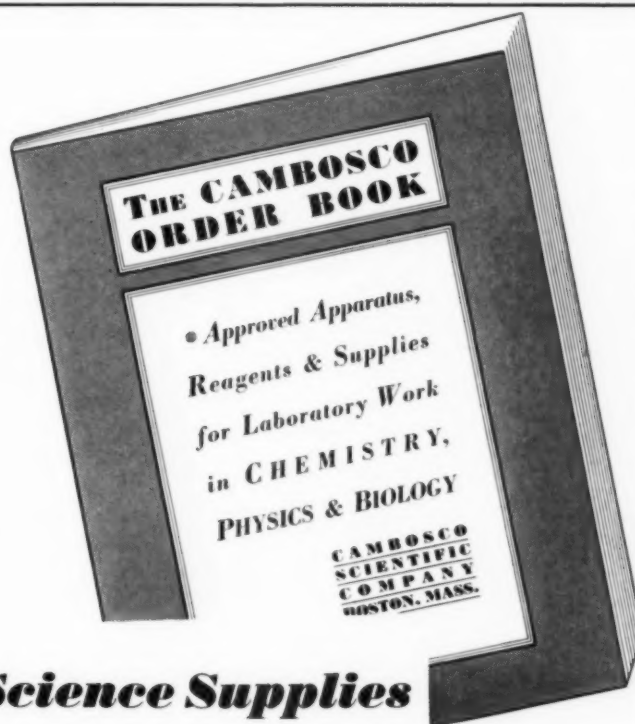 THE CAMBOSCO
ORDER BOOK
• Approved Apparatus,
Reagents & Supplies
for Laboratory Work
in CHEMISTRY,
PHYSICS & BIOLOGY
CAMBOSCO
SCIENTIFIC
COMPANY
BOSTON, MASS.
Science Supplies